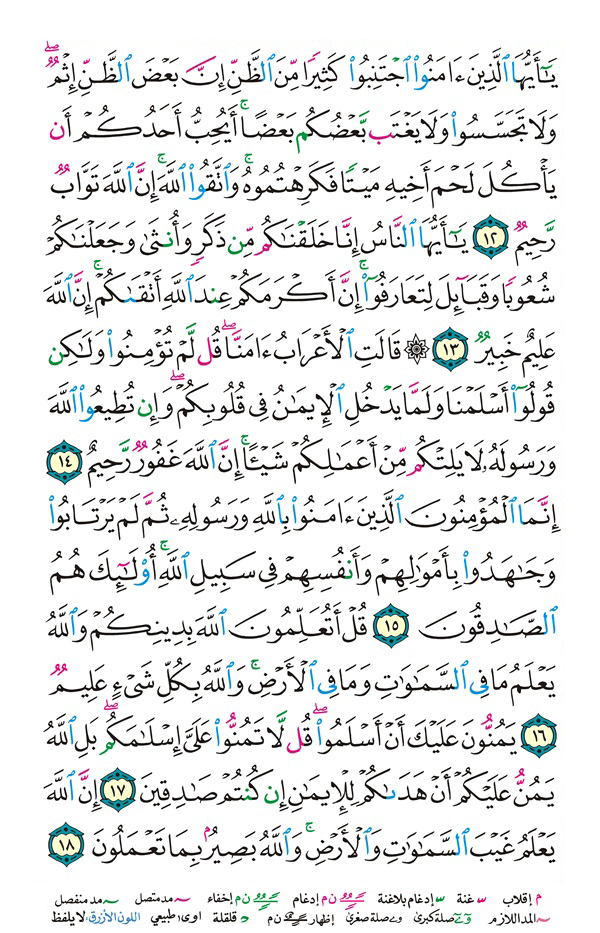 يَٰٓأَيُّهَا ٱلَّذِينَ ءَامَنُوا۟ ٱجْتَنِبُوا۟ كَثِيرًا مِّنَ ٱلظَّنِّ إِنَّ بَعْضَ ٱلظَّنِّ إِثْمٌ ۖ
وَلَا تَجَسَّسُوا۟ وَلَا يَغْتَب بَّعْضُكُم بَعْضًا ۚ أَيُحِبُّ أَحَدُكُمْ أَن
يَأْكُلَ لَحْمَ أَخِيهِ مَيْتًا فَكَرِهْتُمُوهُ ۚ وَٱتَّقُوا۟ ٱللَّهَ ۚ إِنَّ ٱللَّهَ تَوَّابٌ
رَّحِيمٌ ١٢ يَٰٓأَيُّهَا ٱلنَّاسُ إِنَّا خَلَقْنَٰكُم مِّن ذَكَرٍ وَأُنثَىٰ وَجَعَلْنَٰكُمْ
شُعُوبًا وَقَبَآئِلَ لِتَعَارَفُوٓا۟ ۚ إِنَّ أَكْرَمَكُمْ عِندَ ٱللَّهِ أَتْقَىٰكُمْ ۚ إِنَّ ٱللَّهَ
عَلِيمٌ خَبِيرٌ ١٣ ۞ قَالَتِ ٱلْأَعْرَابُ ءَامَنَّا ۖ قُل لَّمْ تُؤْمِنُوا۟ وَلَٰكِن
قُولُوٓا۟ أَسْلَمْنَا وَلَمَّا يَدْخُلِ ٱلْإِيمَٰنُ فِى قُلُوبِكُمْ ۖ وَإِن تُطِيعُوا۟ ٱللَّهَ
وَرَسُولَهُۥ لَا يَلِتْكُم مِّنْ أَعْمَٰلِكُمْ شَيْـًٔا ۚ إِنَّ ٱللَّهَ غَفُورٌ رَّحِيمٌ ١٤
إِنَّمَا ٱلْمُؤْمِنُونَ ٱلَّذِينَ ءَامَنُوا۟ بِٱللَّهِ وَرَسُولِهِۦ ثُمَّ لَمْ يَرْتَابُوا۟
وَجَٰهَدُوا۟ بِأَمْوَٰلِهِمْ وَأَنفُسِهِمْ فِى سَبِيلِ ٱللَّهِ ۚ أُو۟لَٰٓئِكَ هُمُ
ٱلصَّٰدِقُونَ ١٥ قُلْ أَتُعَلِّمُونَ ٱللَّهَ بِدِينِكُمْ وَٱللَّهُ
يَعْلَمُ مَا فِى ٱلسَّمَٰوَٰتِ وَمَا فِى ٱلْأَرْضِ ۚ وَٱللَّهُ بِكُلِّ شَىْءٍ عَلِيمٌ
١٦ يَمُنُّونَ عَلَيْكَ أَنْ أَسْلَمُوا۟ ۖ قُل لَّا تَمُنُّوا۟ عَلَىَّ إِسْلَٰمَكُم ۖ بَلِ ٱللَّهُ
يَمُنُّ عَلَيْكُمْ أَنْ هَدَىٰكُمْ لِلْإِيمَٰنِ إِن كُنتُمْ صَٰدِقِينَ ١٧ إِنَّ ٱللَّهَ
يَعْلَمُ غَيْبَ ٱلسَّمَٰوَٰتِ وَٱلْأَرْضِ ۚ وَٱللَّهُ بَصِيرٌۢ بِمَا تَعْمَلُونَ ١٨
م إقلاب غنة إدغام بلاغنة ن م إدغام ن م إخفاء مد متصل مد منفصل
المد اللازم صلة كبرى صلة صغرى إظهار ن م قلقلة اوى: طبيعي اللون الأزرق: لا يلفظ